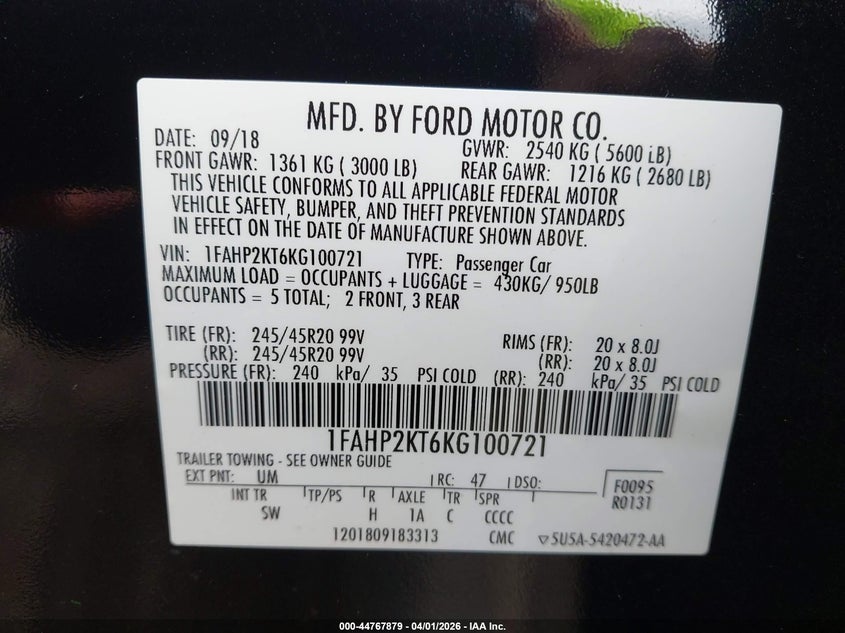 MFD. BY FORD MOTOR CO.
DATE: 09/18 GVWR: 2540 KG ( 5600 LB)
FRONT GAWR: 1361 KG ( 3000 LB) REAR GAWR: 1216 KG ( 2680 LB)
THIS VEHICLE CONFORMS TO ALL APPLICABLE FEDERAL MOTOR
VEHICLE SAFETY, BUMPER, AND THEFT PREVENTION STANDARDS
IN EFFECT ON THE DATE OF MANUFACTURE SHOWN ABOVE.
VIN: 1FAHP2KT6KG100721 TYPE: Passenger Car
MAXIMUM LOAD = OCCUPANTS + LUGGAGE = 430KG/ 950LB
OCCUPANTS = 5 TOTAL; 2 FRONT, 3 REAR
TIRE (FR): 245/45R20 99V RIMS (FR): 20 x 8.0J
(RR): 245/45R20 99V (RR): 20 x 8.0J
PRESSURE (FR): 240 kPa/ 35 PSI COLD (RR): 240 kPa/ 35 PSI COLD
1FAHP2KT6KG100721
TRAILER TOWING - SEE OWNER GUIDE
EXT PNT: UM RC: 47 DSO: F0095
INT TR TP/PS R AXLE TR SPR R0131
SW H 1A C CCCC
1201809183313 CMC ▽5U5A-5420472-AA
000-44767879 - 04/01/2026 - IAA Inc.